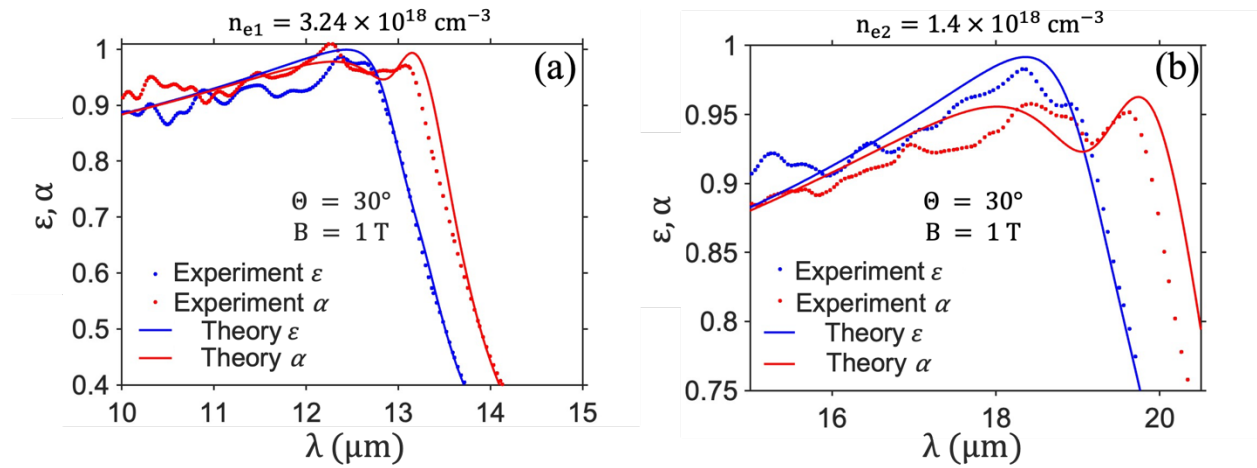 n_e1 = 3.24 × 10^18 cm^−3
(a)
ε, α
1
0.9
0.8
0.7
0.6
0.5
0.4
Θ = 30°
B = 1 T
Experiment ε
Experiment α
Theory ε
Theory α
10 11 12 13 14 15
λ (μm)
n_e2 = 1.4 × 10^18 cm^−3
(b)
ε, α
1
0.95
0.9
0.85
0.8
0.75
Θ = 30°
B = 1 T
Experiment ε
Experiment α
Theory ε
Theory α
16 18 20
λ (μm)